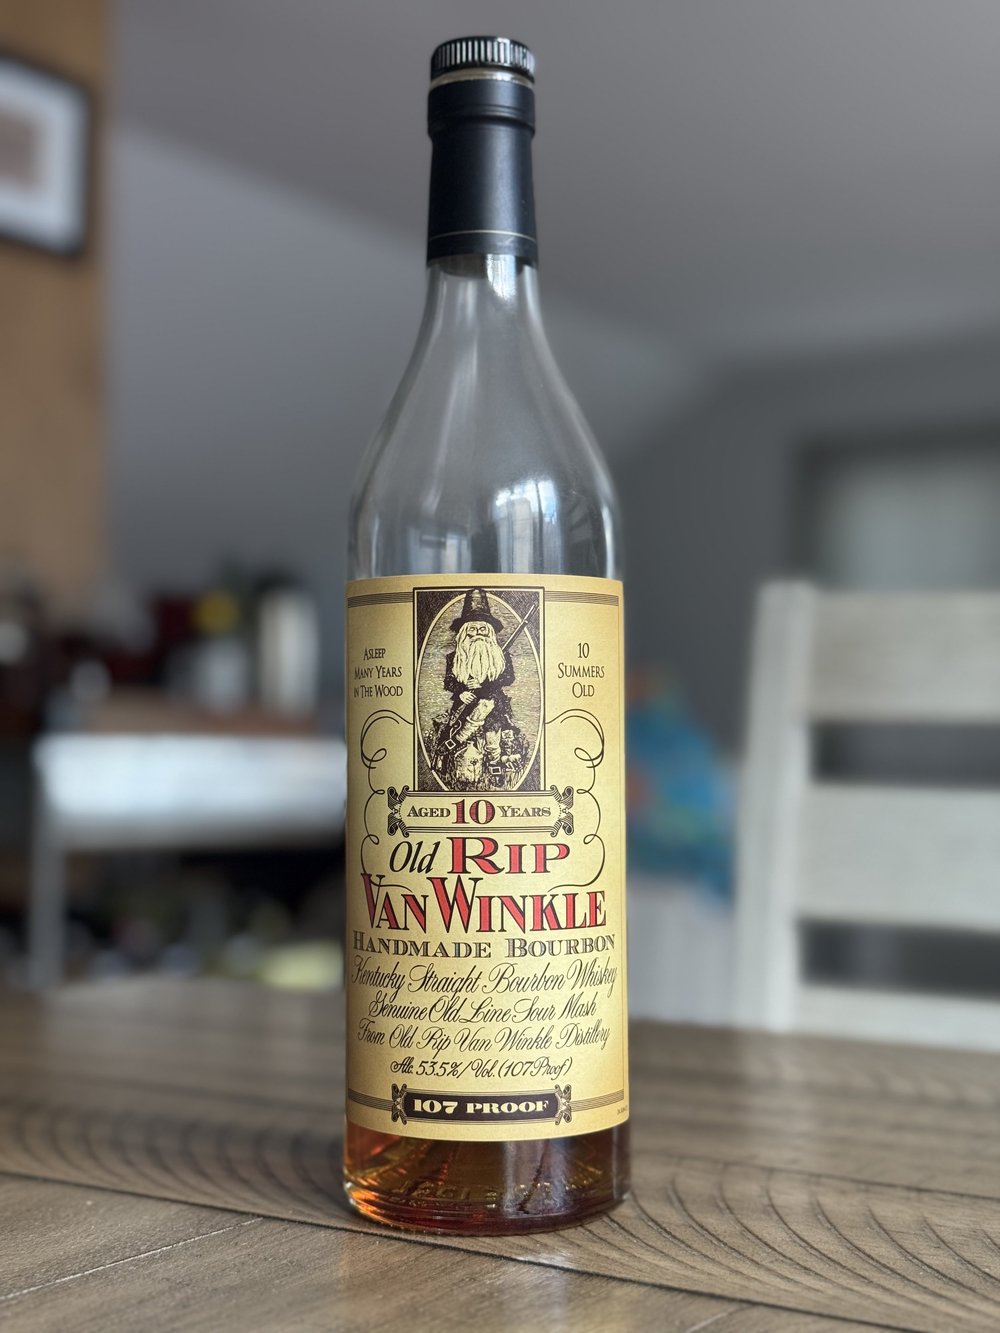 ASLEEP
MANY YEARS
IN THE WOOD
10
SUMMERS
OLD
AGED 10 YEARS
Old RIP
VAN WINKLE
HANDMADE BOURBON
Kentucky Straight Bourbon Whiskey
Genuine Old Line Sour Mash
From Old Rip Van Winkle Distillery
Alc. 53.5% / Vol. (107 Proof)
107 PROOF